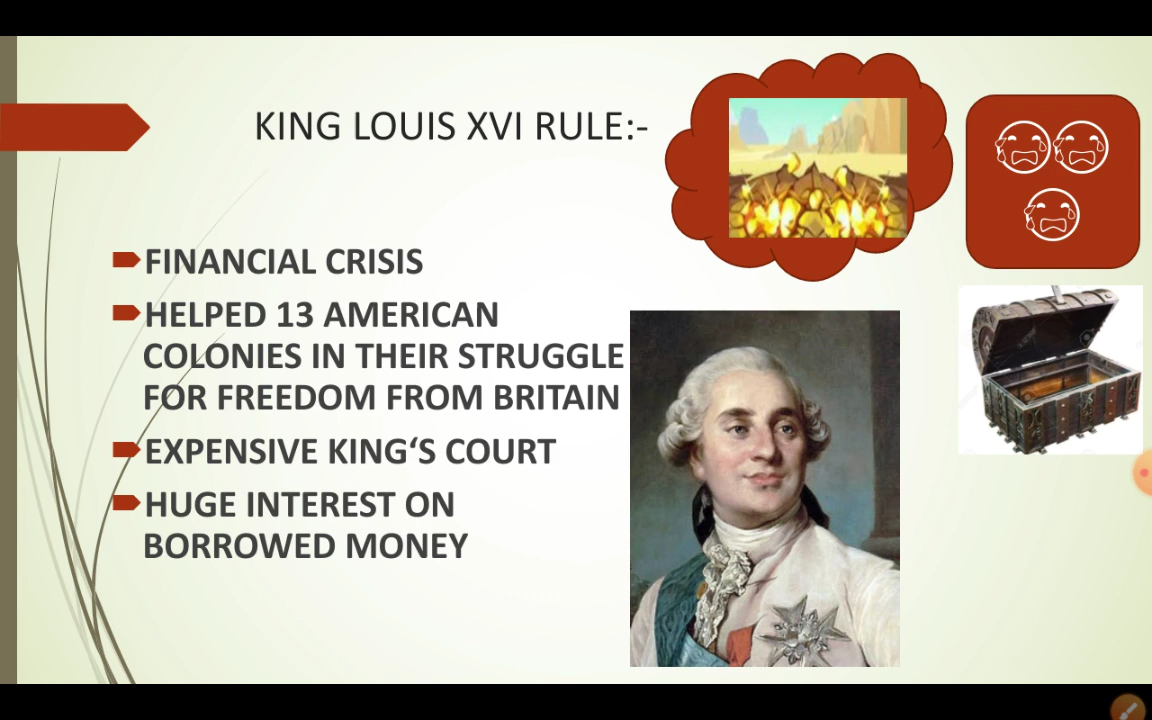 KING LOUIS XVI RULE:-
FINANCIAL CRISIS
HELPED 13 AMERICAN
COLONIES IN THEIR STRUGGLE
FOR FREEDOM FROM BRITAIN
EXPENSIVE KING‘S COURT
HUGE INTEREST ON
BORROWED MONEY